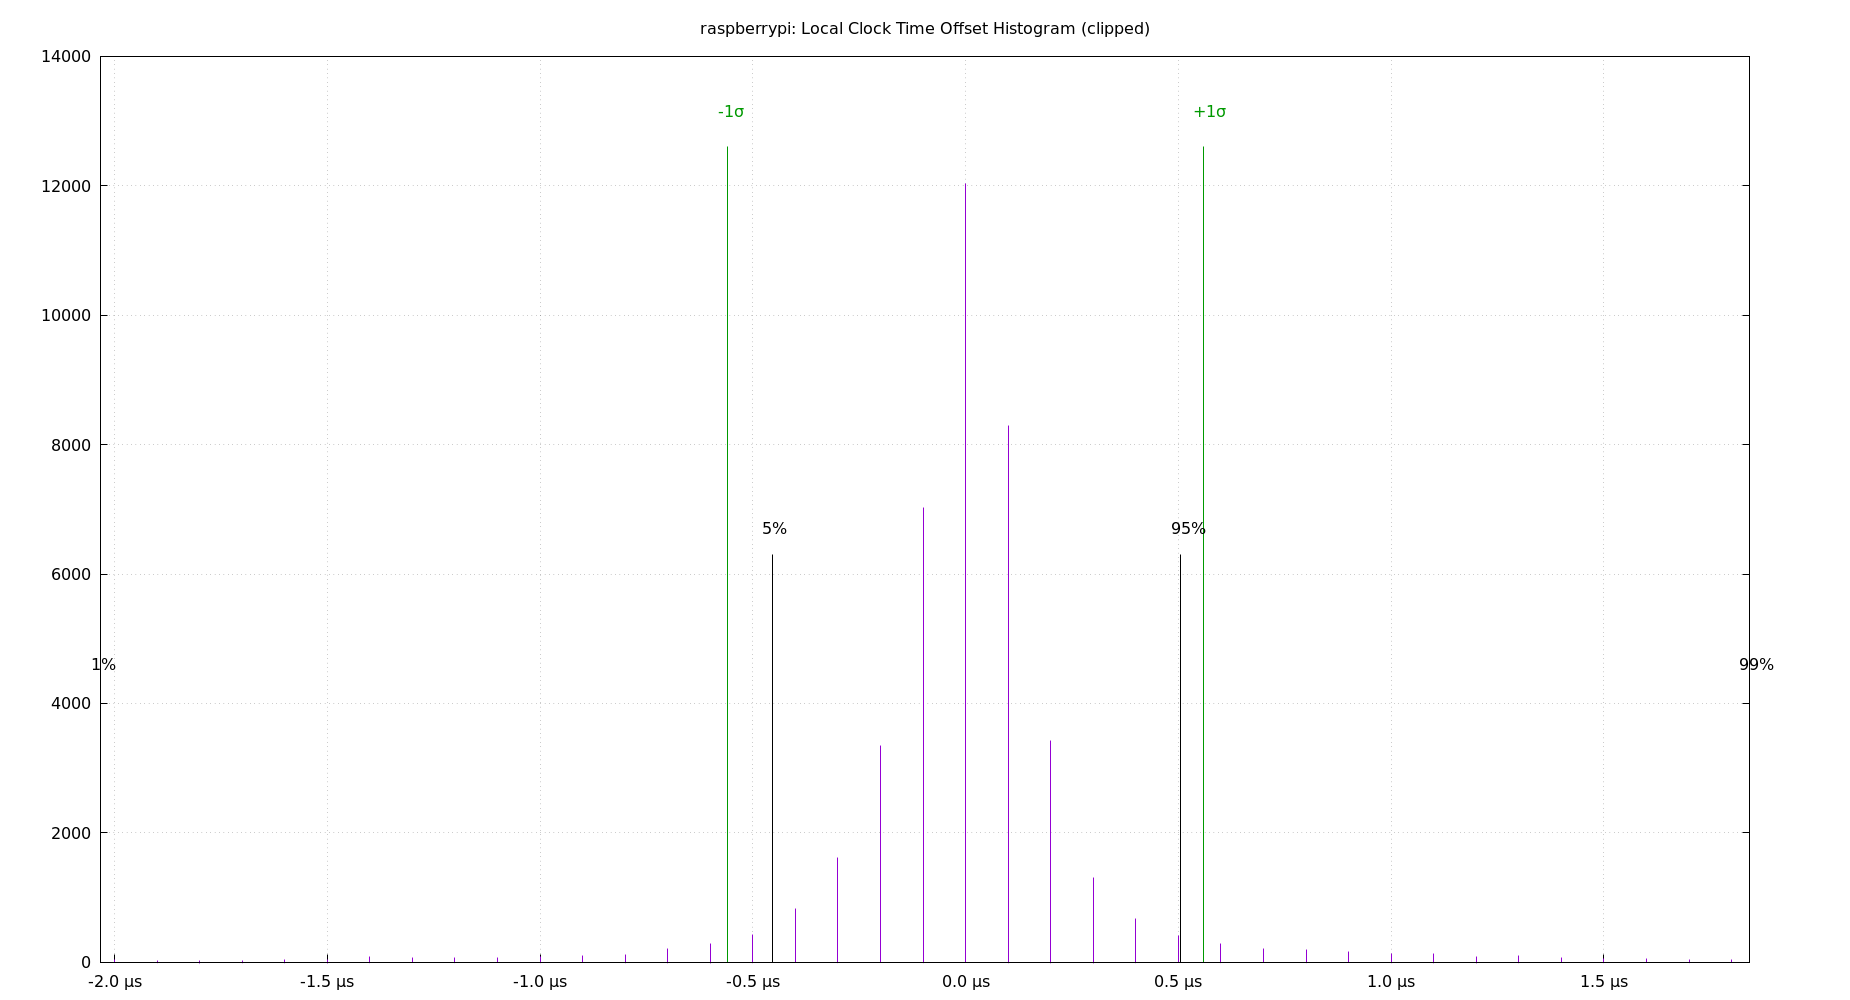 raspberrypi: Local Clock Time Offset Histogram (clipped)
14000
-1σ
+1σ
12000
10000
8000
5%
95%
6000
1%
99%
4000
2000
0
-2.0 µs
-1.5 µs
-1.0 µs
-0.5 µs
0.0 µs
0.5 µs
1.0 µs
1.5 µs